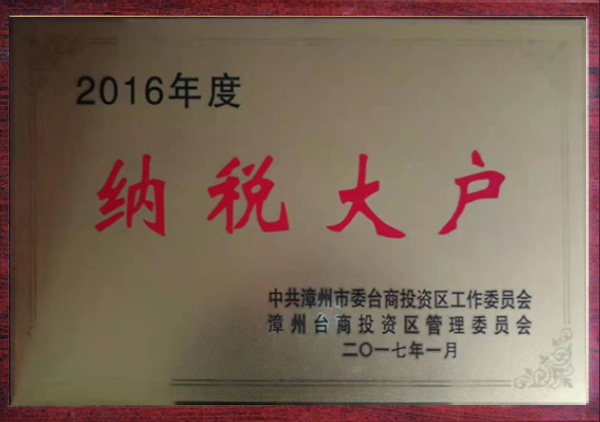 2016年度
纳税大户
中共漳州市委台商投资区工作委员会
漳州台商投资区管理委员会
二〇一七年一月